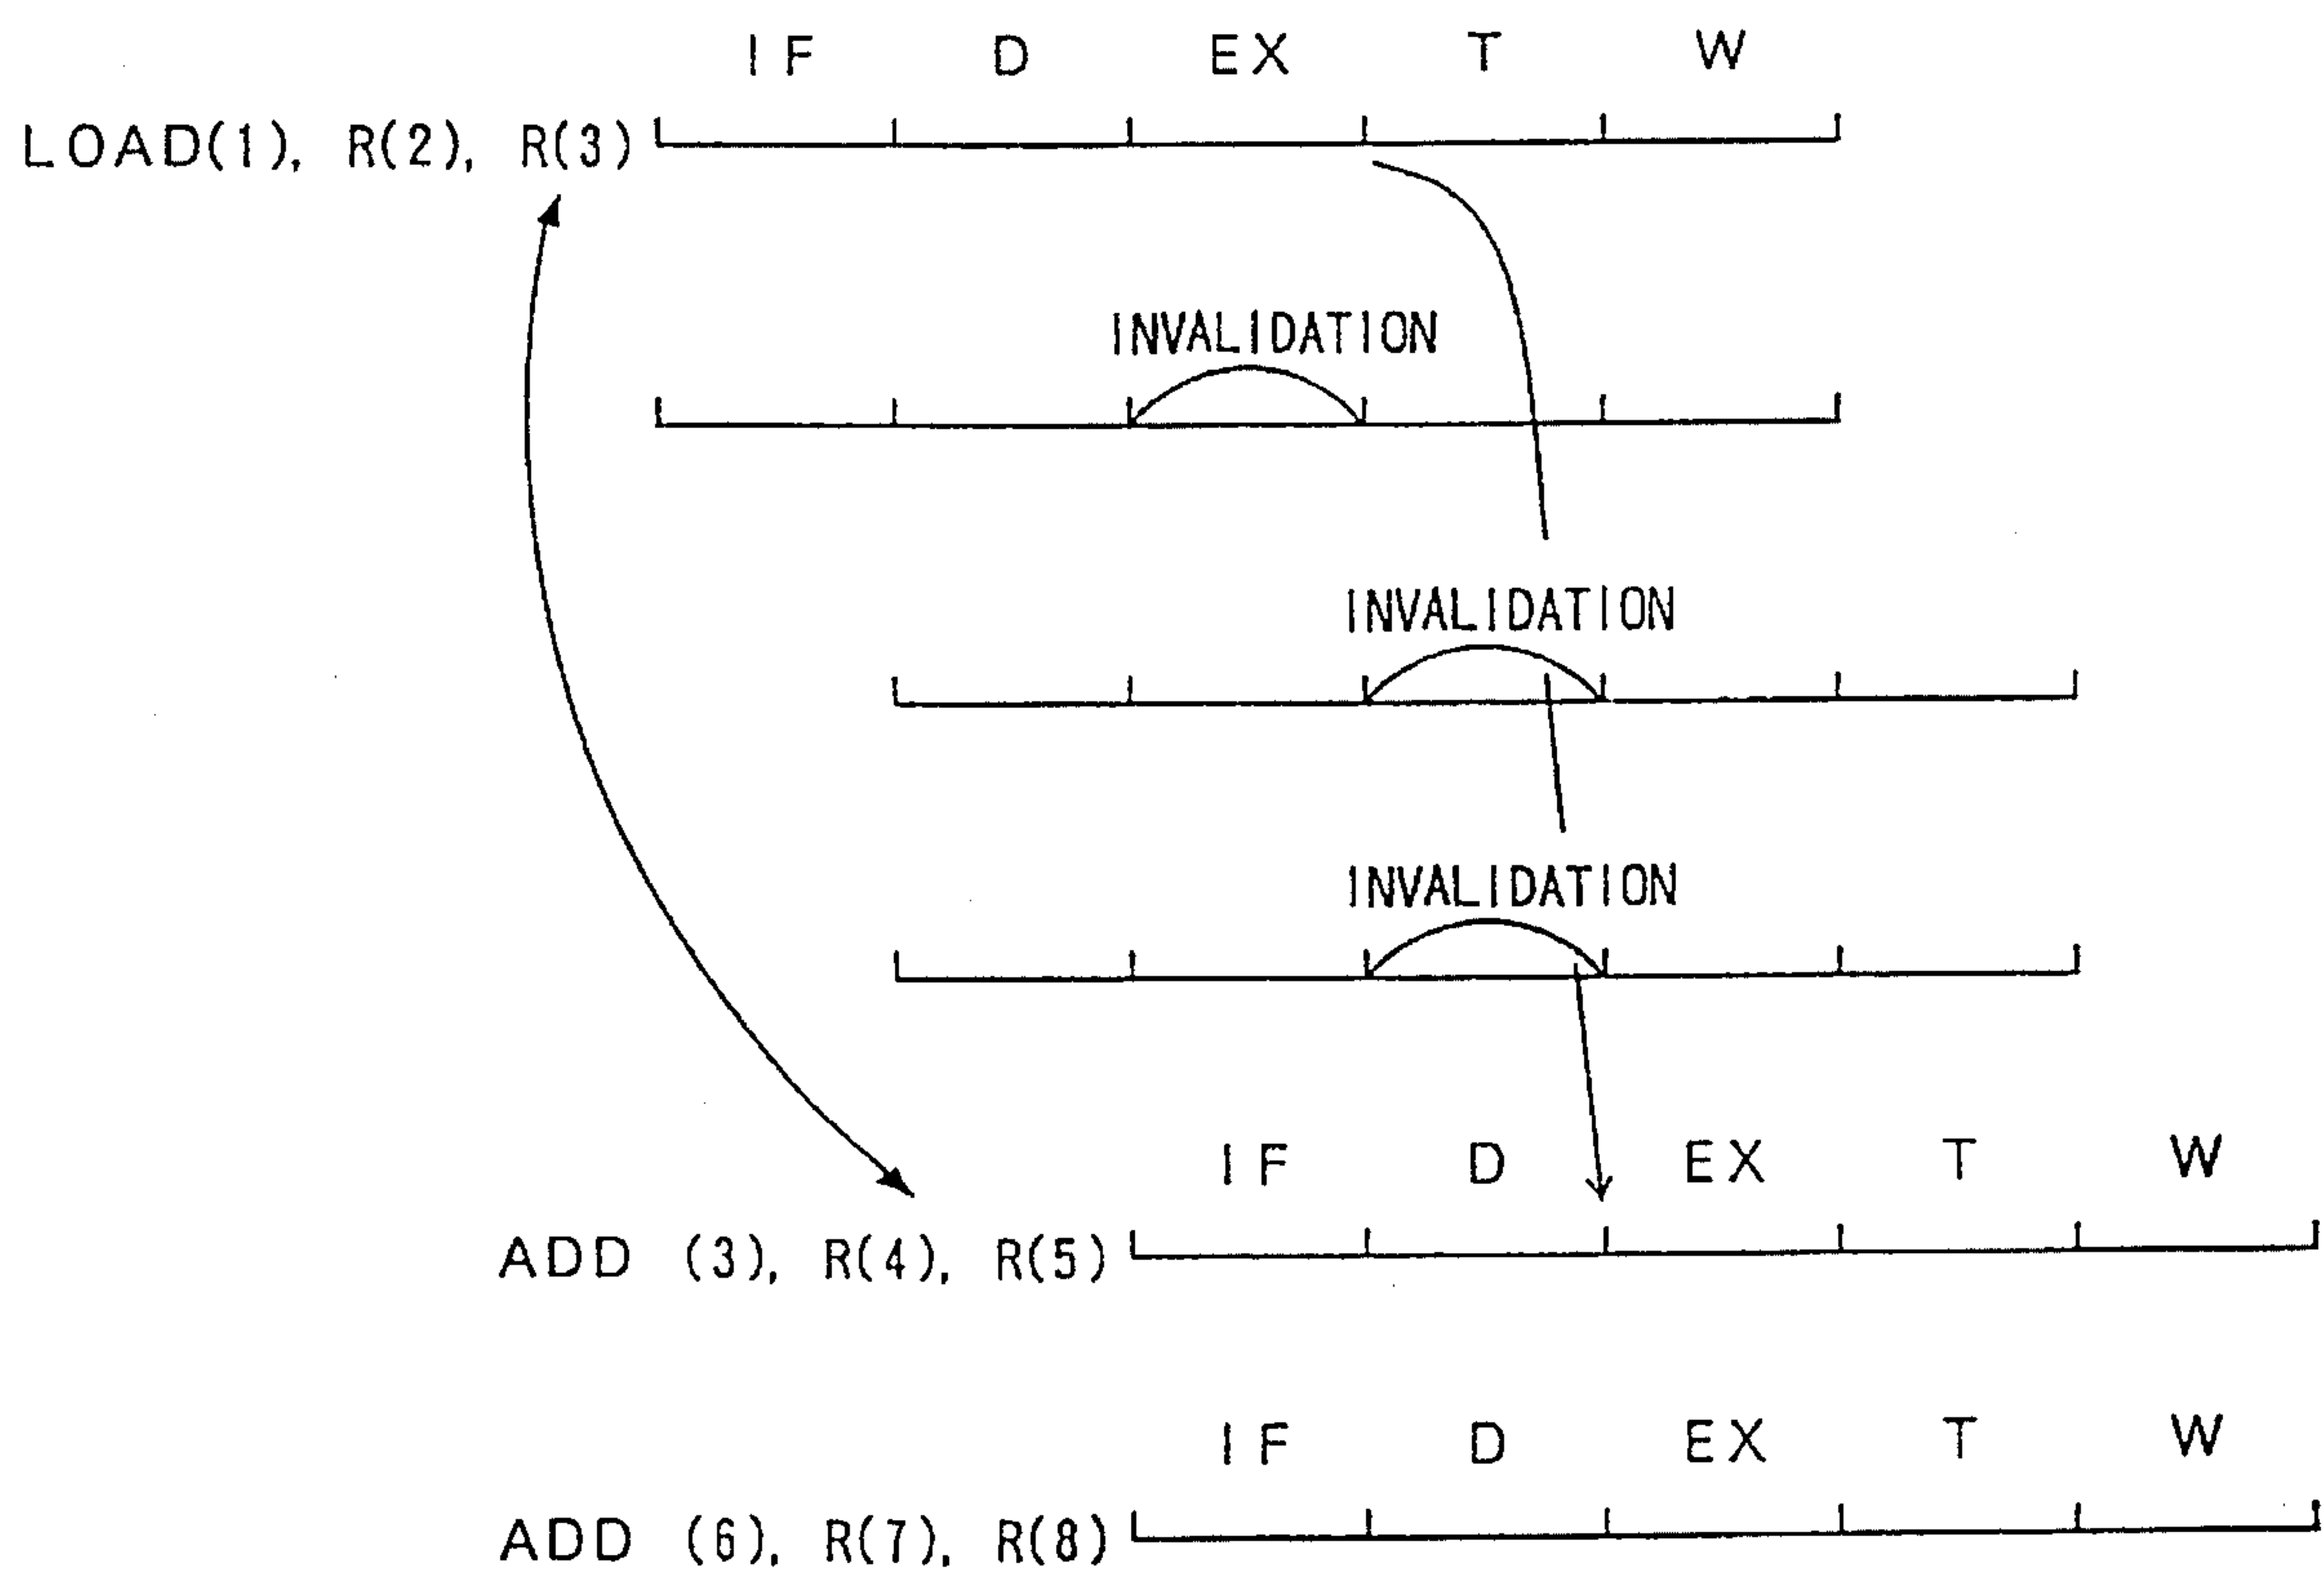 IF D EX T W
LOAD(1), R(2), R(3)
INVALIDATION
INVALIDATION
INVALIDATION
IF D EX T W
ADD (3), R(4), R(5)
IF D EX T W
ADD (6), R(7), R(8)